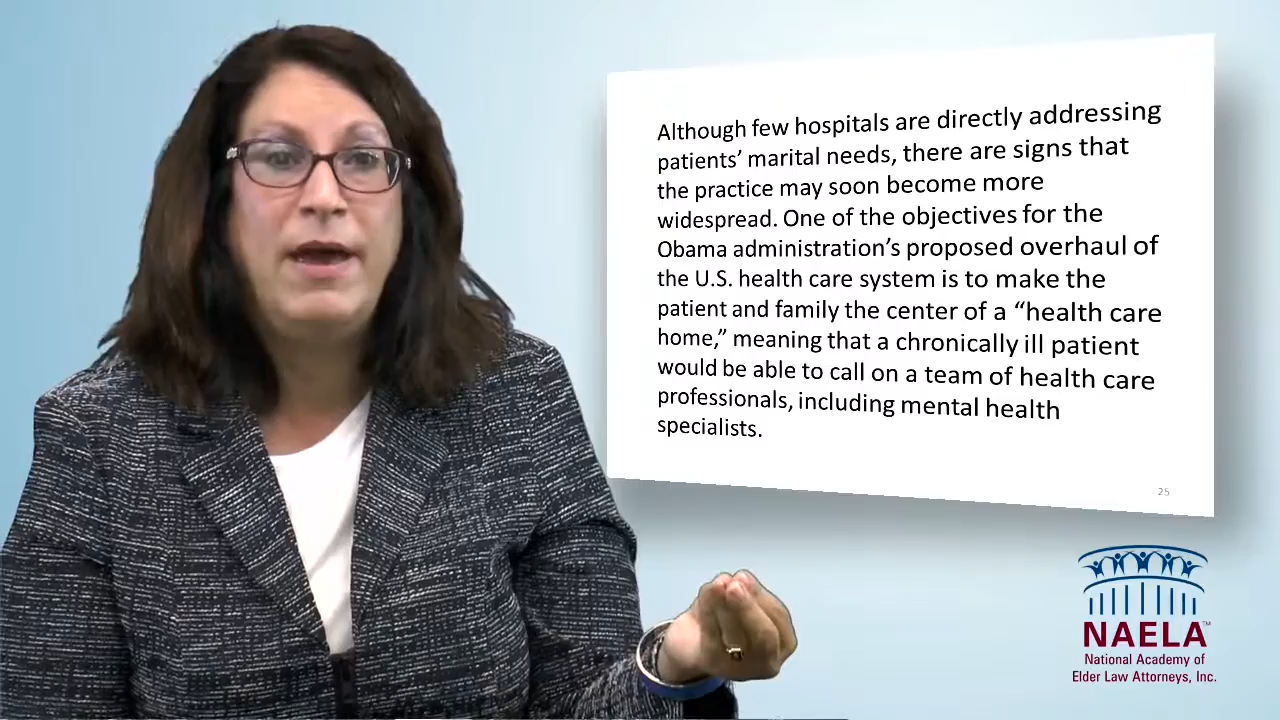 Although few hospitals are directly addressing
patients’ marital needs, there are signs that
the practice may soon become more
widespread. One of the objectives for the
Obama administration’s proposed overhaul of
the U.S. health care system is to make the
patient and family the center of a “health care
home,” meaning that a chronically ill patient
would be able to call on a team of health care
professionals, including mental health
specialists.
25
NAELA™
National Academy of
Elder Law Attorneys, Inc.